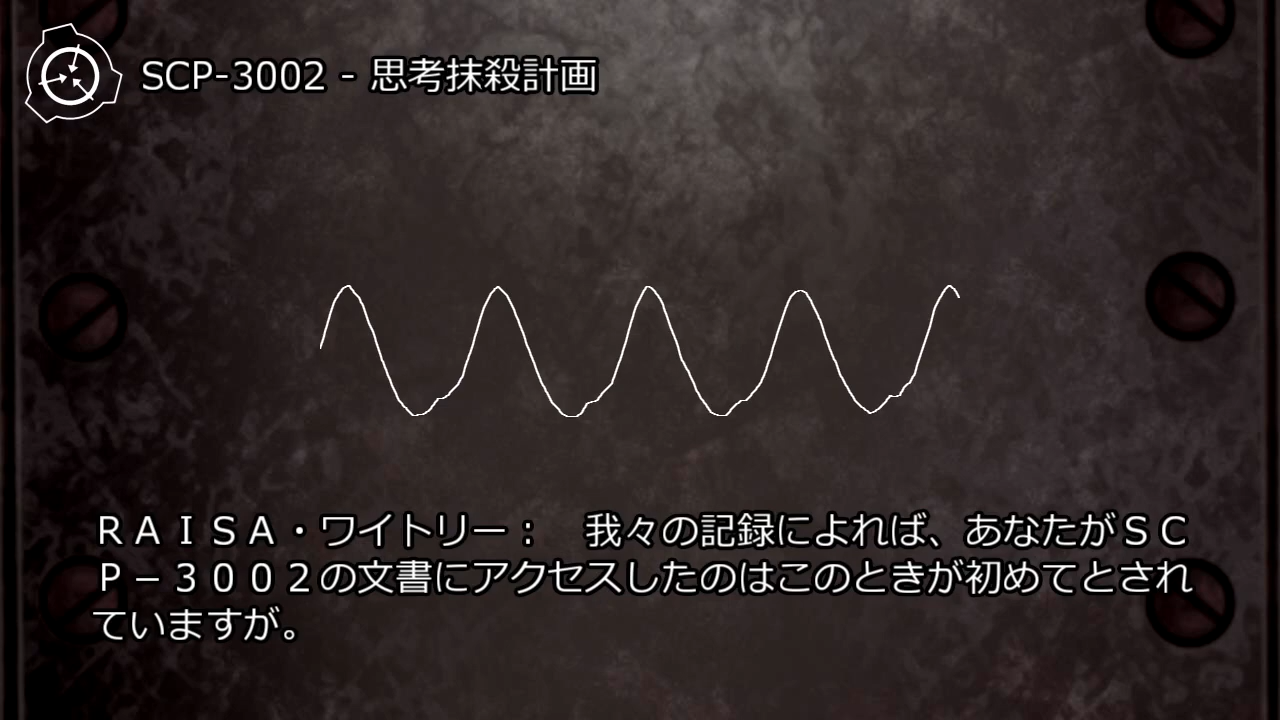 SCP-3002 - 思考抹殺計画
ＲＡＩＳＡ・ワイトリー：　我々の記録によれば、あなたがＳＣ
Ｐ－３００２の文書にアクセスしたのはこのときが初めてとされ
ていますが。